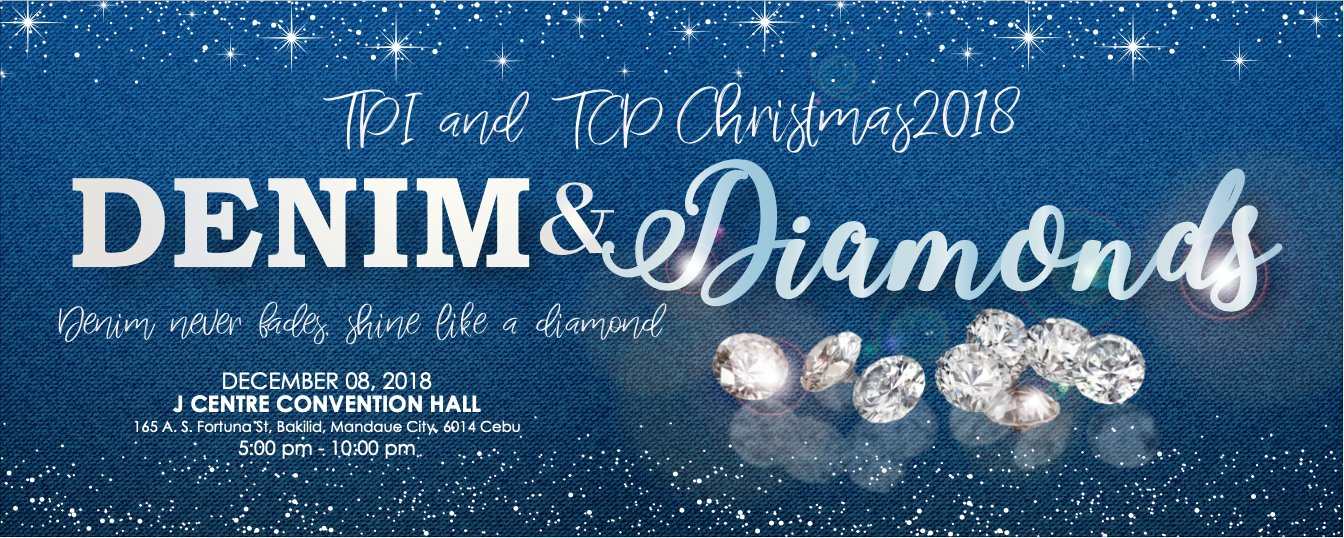 TPI and TCP Christmas2018
DENIM & Diamonds
Denim never fades, shine like a diamond
DECEMBER 08, 2018
J CENTRE CONVENTION HALL
165 A. S. Fortuna St, Bakilid, Mandaue City, 6014 Cebu
5:00 pm - 10:00 pm